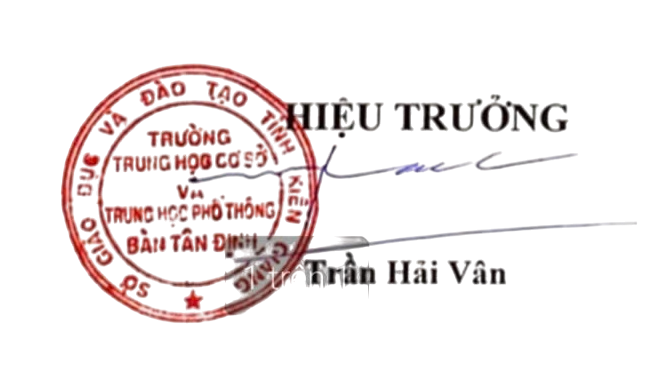 HIỆU TRƯỞNG
SỞ GIÁO DỤC VÀ ĐÀO TẠO TỈNH KIÊN GIANG
TRƯỜNG
TRUNG HỌC CƠ SỞ
VÀ
TRUNG HỌC PHỔ THÔNG
BÀN TÂN ĐỊNH
Trần Hải Vân